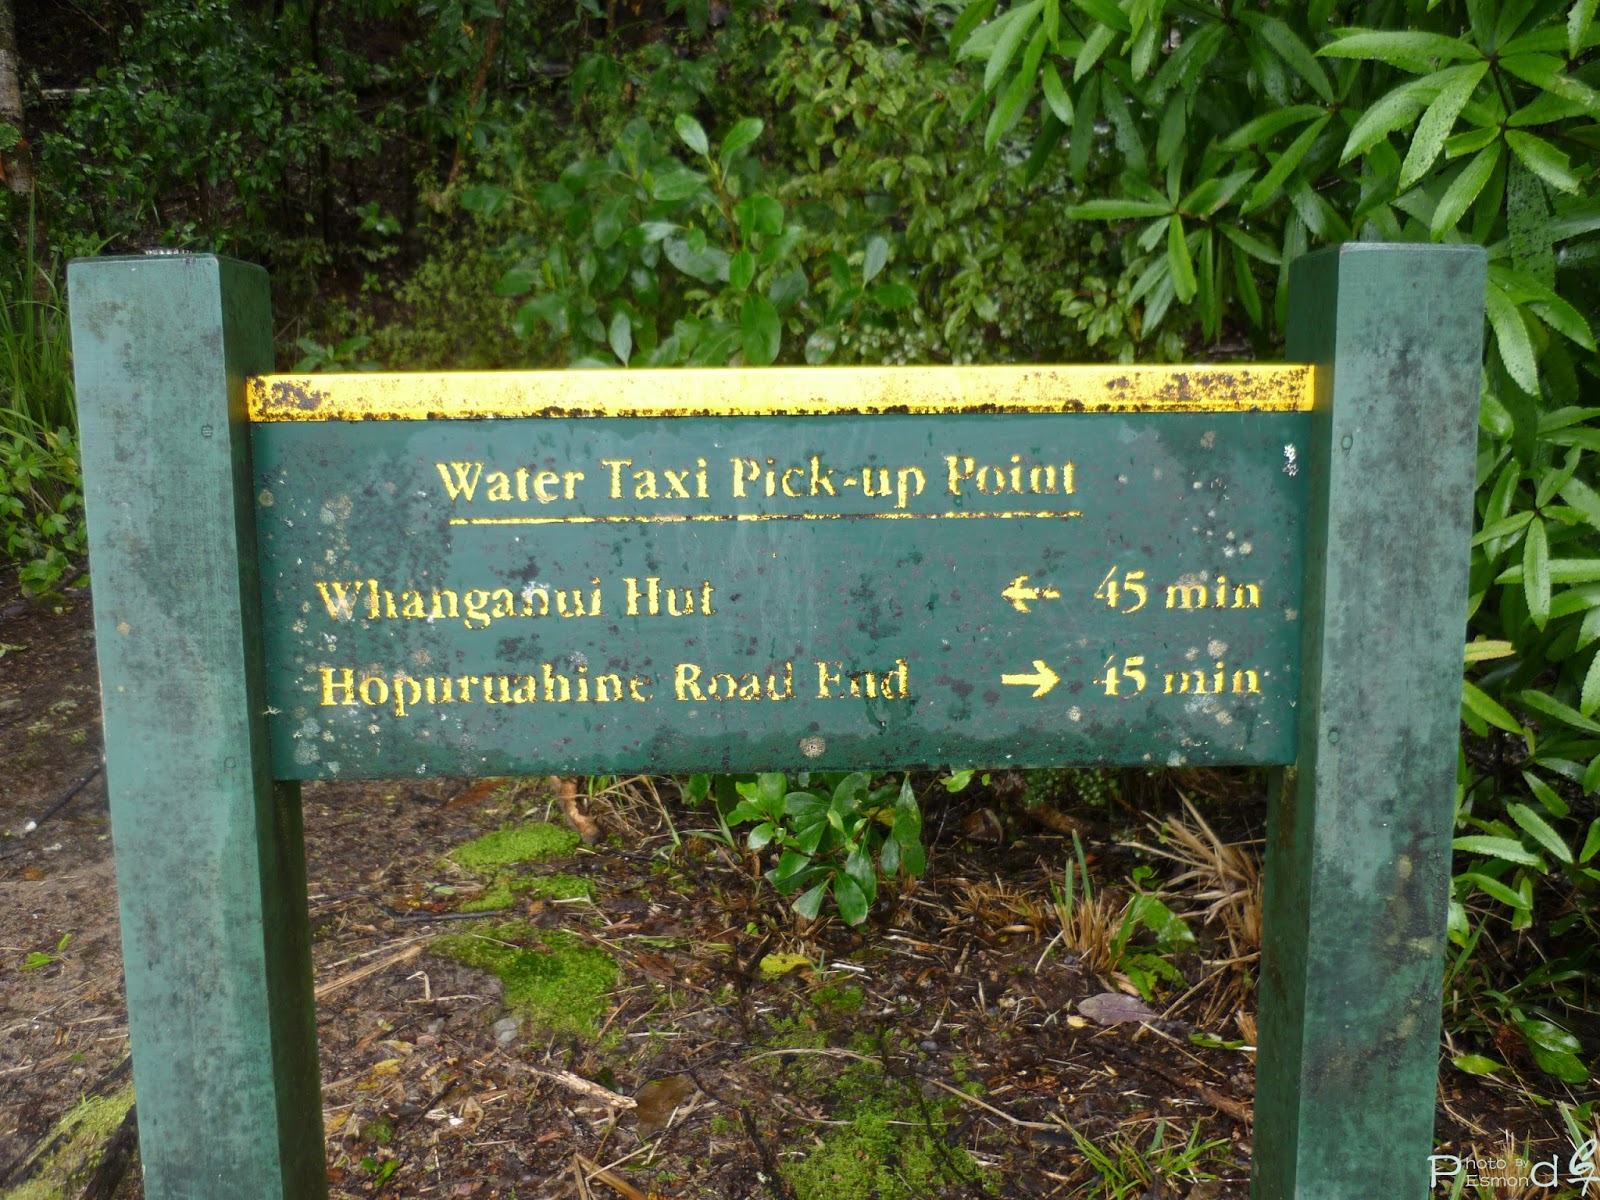 Water Taxi Pick-up Point
Whanganui Hut ← 45 min
Hopuruahine Road End → 45 min
Photo By
Esmond